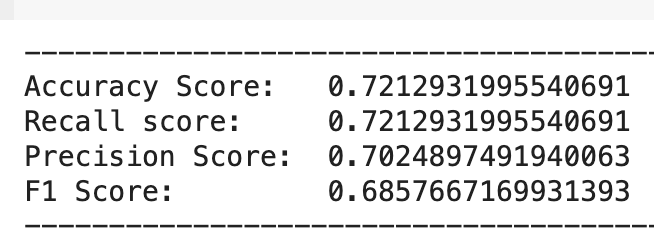 -------------------------------------
Accuracy Score:   0.7212931995540691
Recall score:     0.7212931995540691
Precision Score:  0.7024897491940063
F1 Score:         0.6857667169931393
-------------------------------------